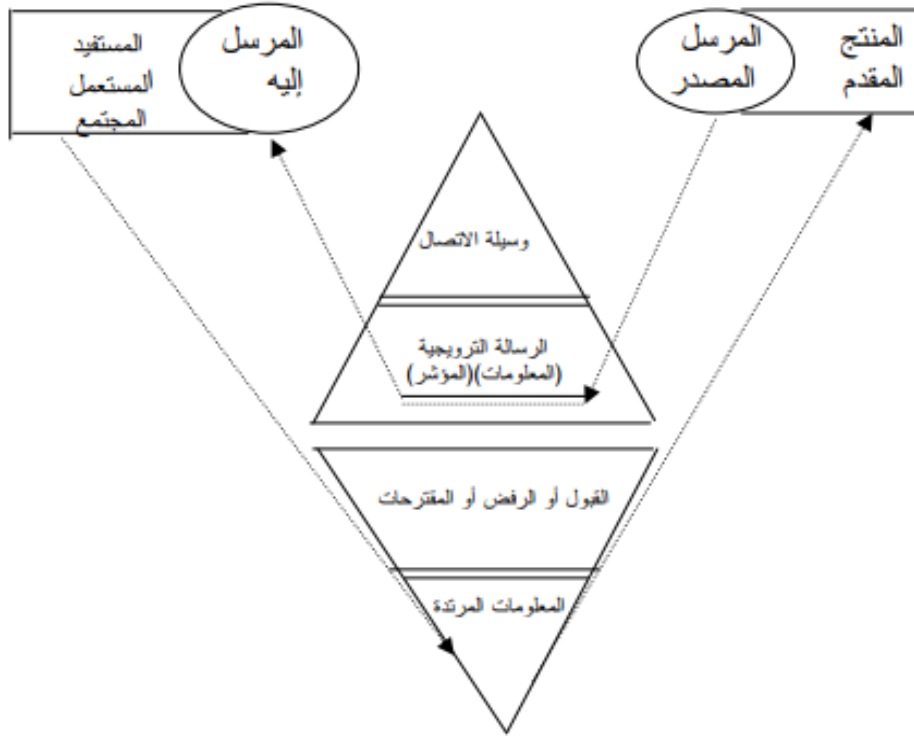 المنتج
المقدم
المرسل
المصدر
المرسل
إليه
المستفيد
المستعمل
المجتمع
وسيلة الاتصال
الرسالة الترويجية
(المعلومات)(المؤشر)
القبول أو الرفض أو المقترحات
المعلومات المرتدة